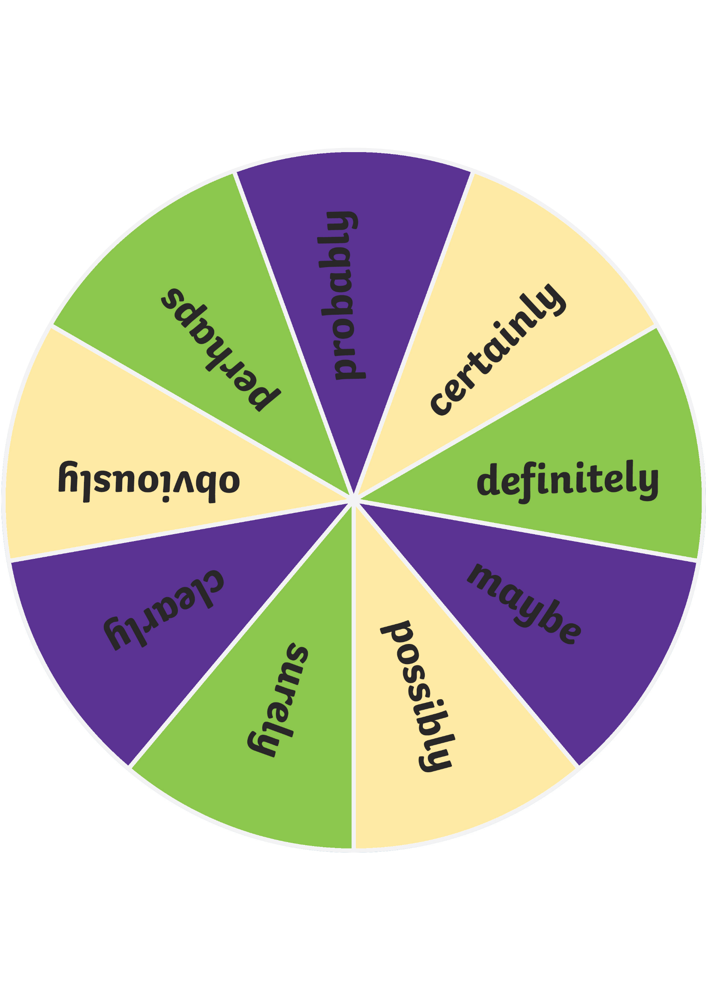 probably
certainly
definitely
maybe
possibly
surely
clearly
obviously
perhaps